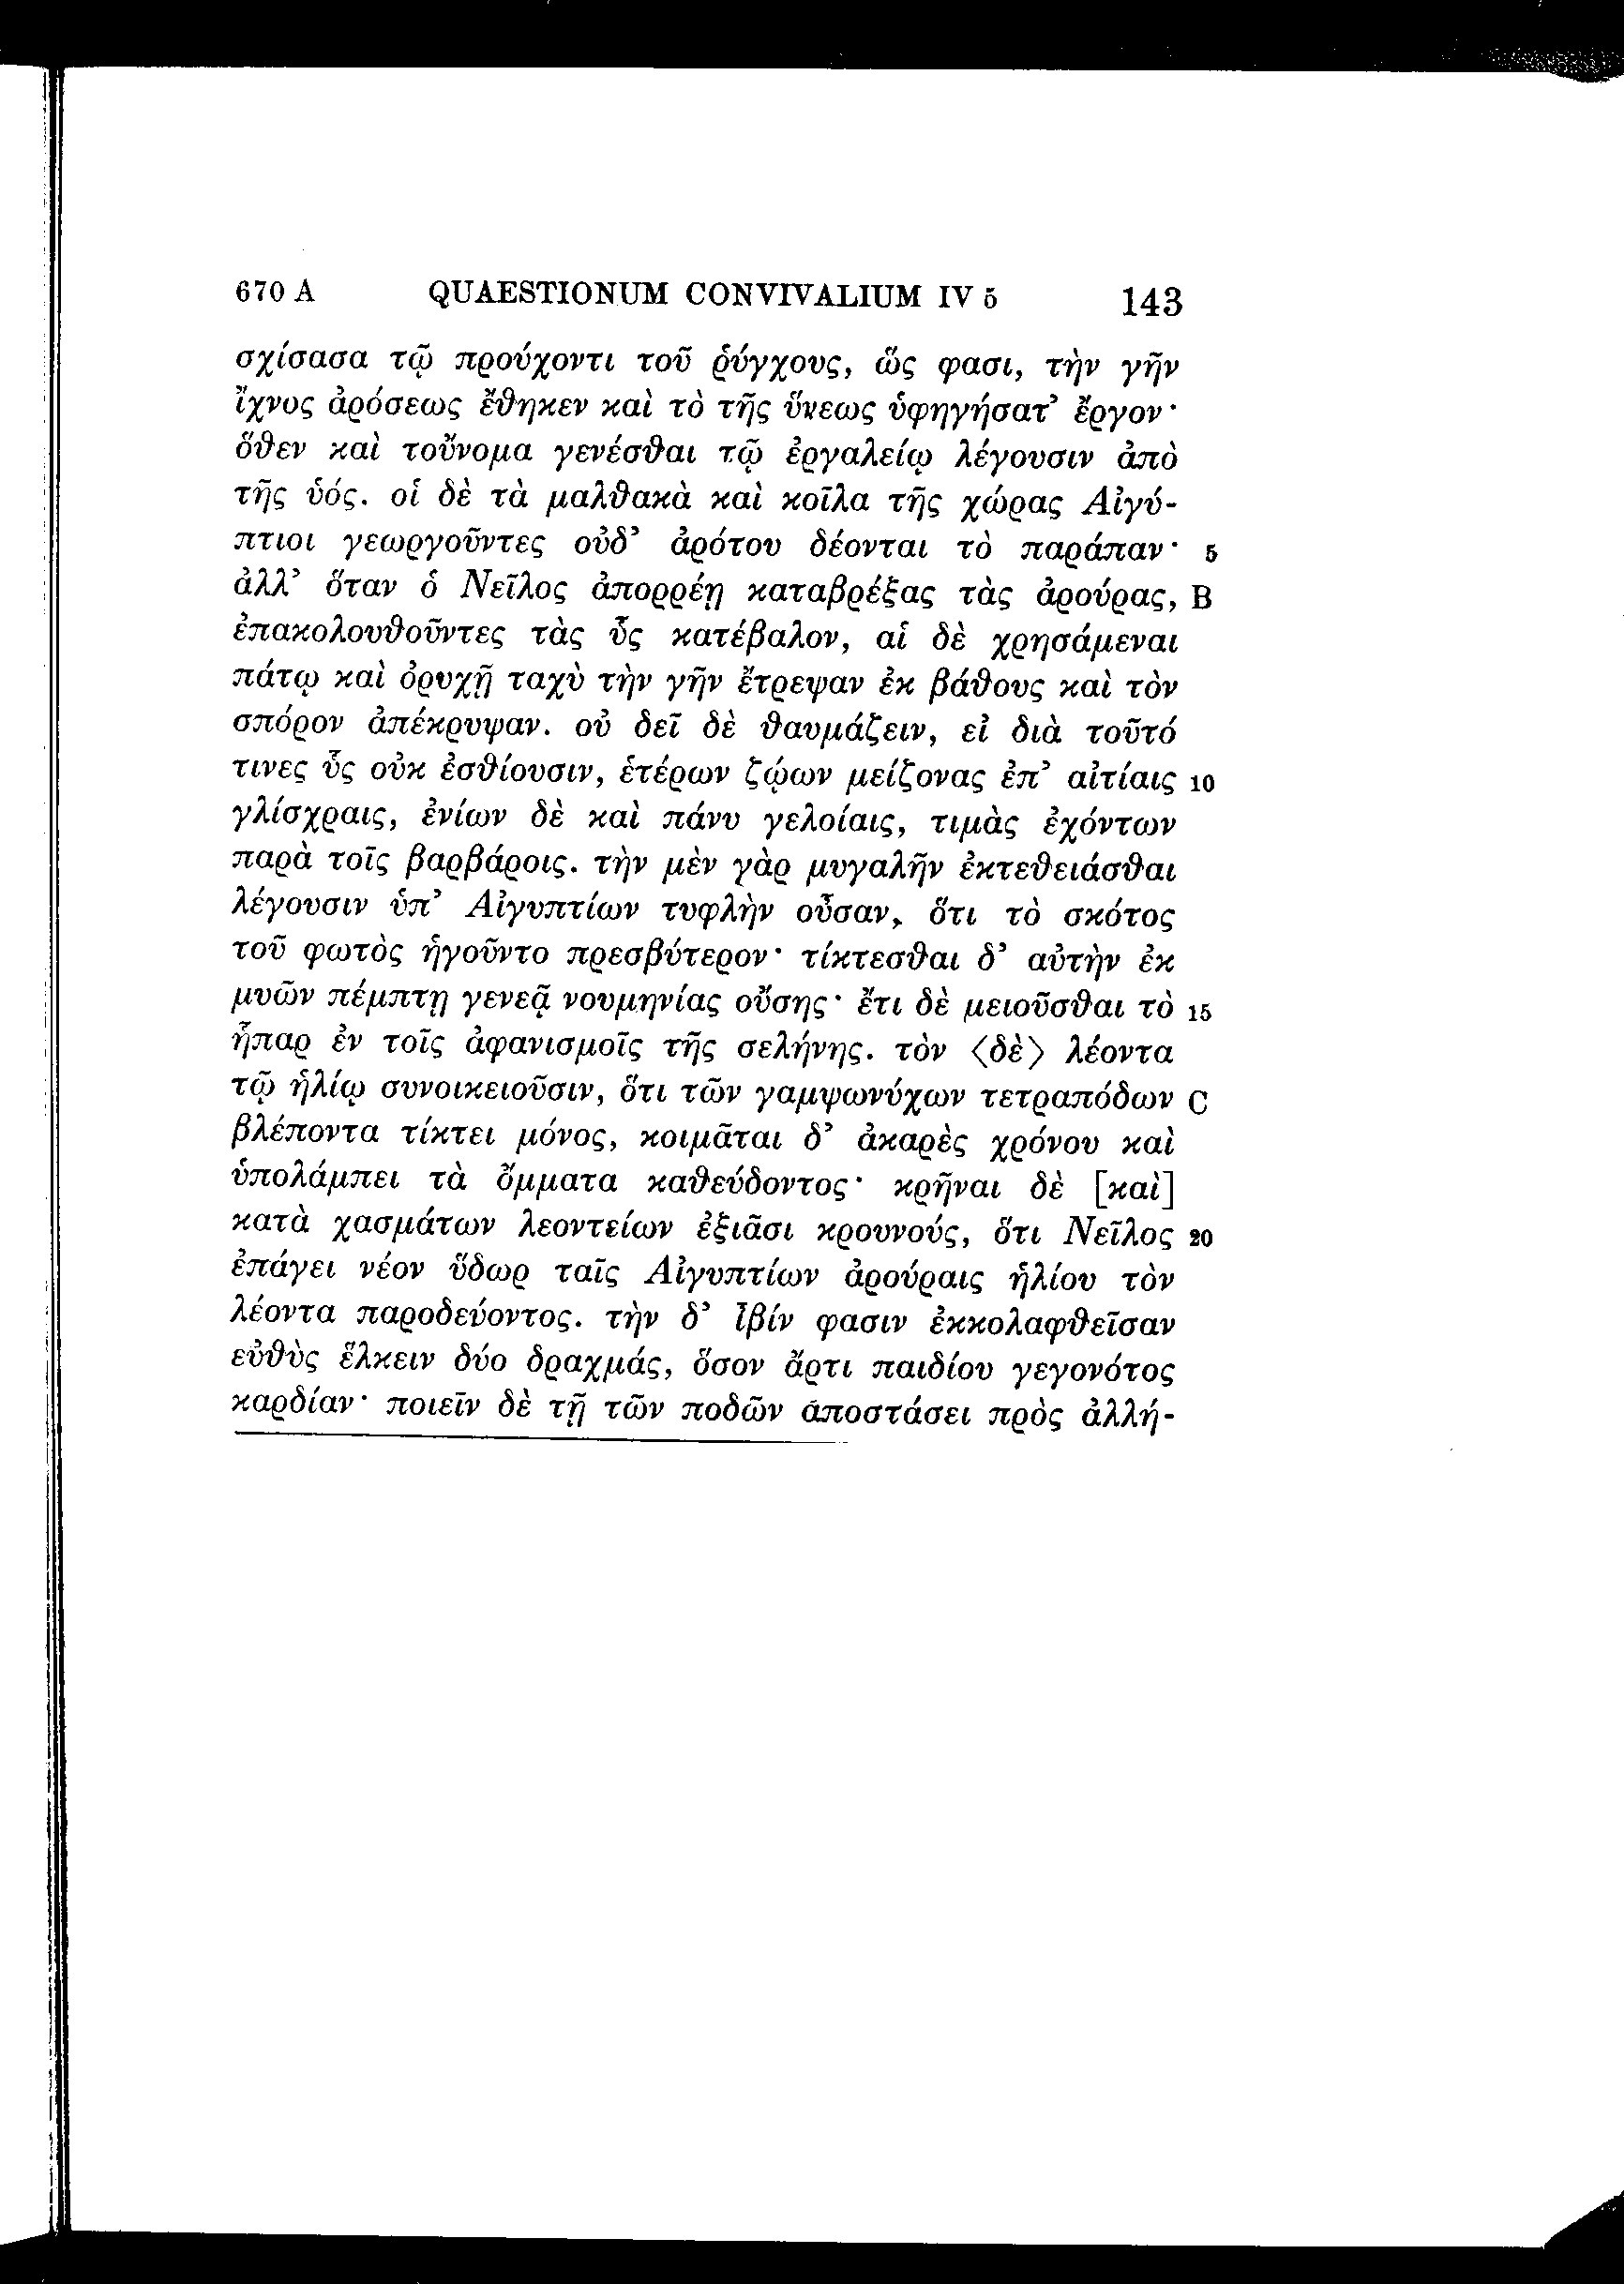 670 A QUAESTIONUM CONVIVALIUM IV 5 143
σχίσασα τῷ προύχοντι τοῦ ῥύγχους, ὥς φασι, τὴν γῆν
ἴχνος ἀρόσεως ἔθηκεν καὶ τὸ τῆς ὕνεως ὑφηγήσατ’ ἔργον·
ὅθεν καὶ τοὔνομα γενέσθαι τῷ ἐργαλείῳ λέγουσιν ἀπὸ
τῆς ὑός. οἱ δὲ τὰ μαλθακὰ καὶ κοῖλα τῆς χώρας Αἰγύ-
πτιοι γεωργοῦντες οὐδ’ ἀρότου δέονται τὸ παράπαν· 5
ἀλλ’ ὅταν ὁ Νεῖλος ἀπορρέῃ καταβρέξας τὰς ἀρούρας, B
ἐπακολουθοῦντες τὰς ὗς κατέβαλον, αἱ δὲ χρησάμεναι
πάτῳ καὶ ὀρυχῇ ταχὺ τὴν γῆν ἔτρεψαν ἐκ βάθους καὶ τὸν
σπόρον ἀπέκρυψαν. οὐ δεῖ δὲ θαυμάζειν, εἰ διὰ τοῦτό
τινες ὗς οὐκ ἐσθίουσιν, ἑτέρων ζῴων μείζονας ἐπ’ αἰτίαις 10
γλίσχραις, ἐνίων δὲ καὶ πάνυ γελοίαις, τιμὰς ἐχόντων
παρὰ τοῖς βαρβάροις. τὴν μὲν γὰρ μυγαλῆν ἐκτεθειάσθαι
λέγουσιν ὑπ’ Αἰγυπτίων τυφλὴν οὖσαν, ὅτι τὸ σκότος
τοῦ φωτὸς ἡγοῦντο πρεσβύτερον· τίκτεσθαι δ’ αὐτὴν ἐκ
μυῶν πέμπτῃ γενεᾷ νουμηνίας οὔσης· ἔτι δὲ μειοῦσθαι τὸ 15
ἧπαρ ἐν τοῖς ἀφανισμοῖς τῆς σελήνης. τὸν 〈δὲ〉 λέοντα
τῷ ἡλίῳ συνοικειοῦσιν, ὅτι τῶν γαμψωνύχων τετραπόδων C
βλέποντα τίκτει μόνος, κοιμᾶται δ’ ἀκαρὲς χρόνου καὶ
ὑπολάμπει τὰ ὄμματα καθεύδοντος· κρῆναι δὲ [καὶ]
κατὰ χασμάτων λεοντείων ἐξιᾶσι κρουνούς, ὅτι Νεῖλος 20
ἐπάγει νέον ὕδωρ ταῖς Αἰγυπτίων ἀρούραις ἡλίου τὸν
λέοντα παροδεύοντος. τὴν δ’ ἶβίν φασιν ἐκκολαφθεῖσαν
εὐθὺς ἕλκειν δύο δραχμάς, ὅσον ἄρτι παιδίου γεγονότος
καρδίαν· ποιεῖν δὲ τῇ τῶν ποδῶν ἀποστάσει πρὸς ἀλλή-